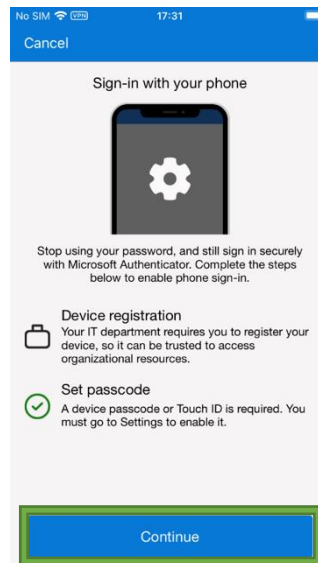 No SIM VPN 17:31
Cancel
Sign-in with your phone
Stop using your password, and still sign in securely
with Microsoft Authenticator. Complete the steps
below to enable phone sign-in.
Device registration
Your IT department requires you to register your
device, so it can be trusted to access
organizational resources.
Set passcode
A device passcode or Touch ID is required. You
must go to Settings to enable it.
Continue